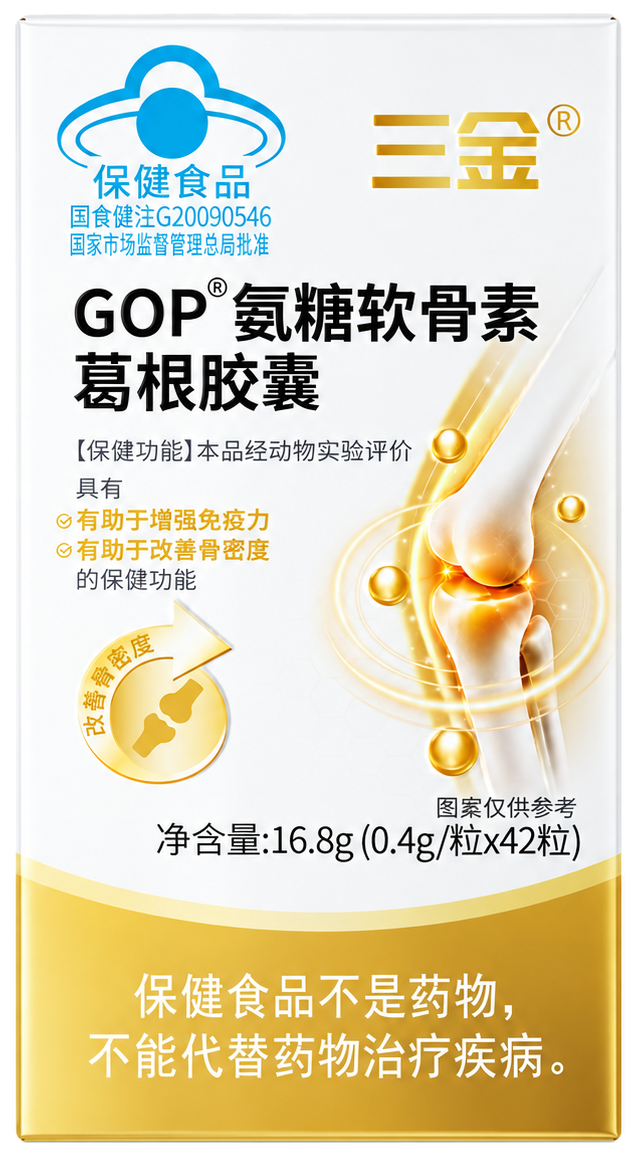 保健食品
国食健注G20090546
国家市场监督管理总局批准
三金®
GOP®氨糖软骨素
葛根胶囊
【保健功能】本品经动物实验评价
具有
有助于增强免疫力
有助于改善骨密度
的保健功能
改善骨密度
图案仅供参考
净含量:16.8g (0.4g/粒x42粒)
保健食品不是药物，
不能代替药物治疗疾病。